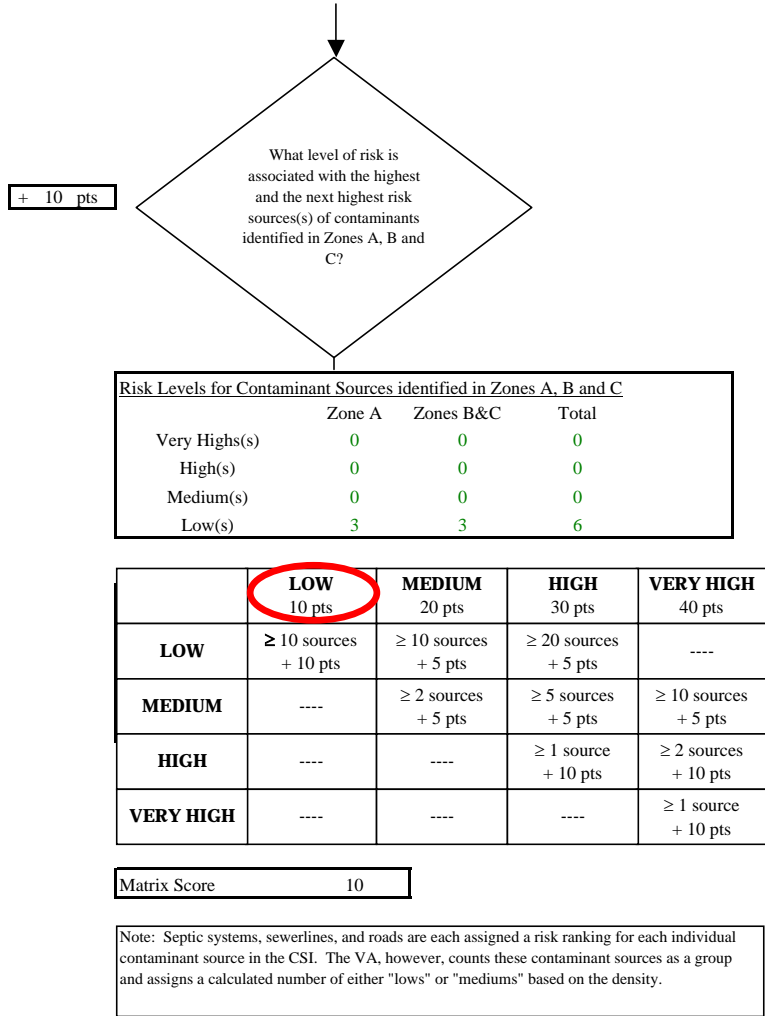 What level of risk is
associated with the highest
and the next highest risk
sources(s) of contaminants
identified in Zones A, B and
C?
+ 10 pts
Risk Levels for Contaminant Sources identified in Zones A, B and C
Zone A Zones B&C Total
Very Highs(s) 0 0 0
High(s) 0 0 0
Medium(s) 0 0 0
Low(s) 3 3 6
LOW MEDIUM HIGH VERY HIGH
10 pts 20 pts 30 pts 40 pts
LOW ≥ 10 sources + 10 pts ≥ 10 sources + 5 pts ≥ 20 sources + 5 pts ----
MEDIUM ---- ≥ 2 sources + 5 pts ≥ 5 sources + 5 pts ≥ 10 sources + 5 pts
HIGH ---- ---- ≥ 1 source + 10 pts ≥ 2 sources + 10 pts
VERY HIGH ---- ---- ---- ≥ 1 source + 10 pts
Matrix Score 10
Note: Septic systems, sewerlines, and roads are each assigned a risk ranking for each individual
contaminant source in the CSI. The VA, however, counts these contaminant sources as a group
and assigns a calculated number of either "lows" or "mediums" based on the density.